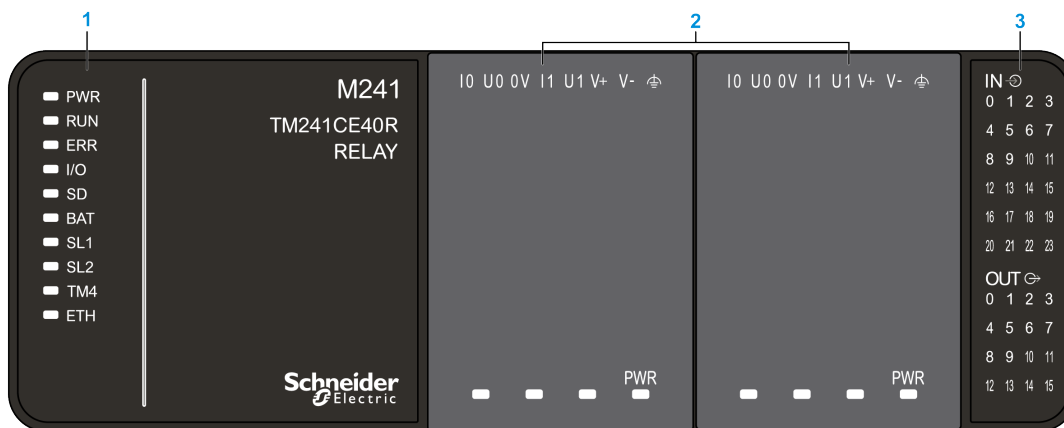 1
2
3
PWR
RUN
ERR
I/O
SD
BAT
SL1
SL2
TM4
ETH
M241
TM241CE40R
RELAY
Schneider
Electric
I0 U0 0V I1 U1 V+ V-
PWR
I0 U0 0V I1 U1 V+ V-
PWR
IN
0 1 2 3
4 5 6 7
8 9 10 11
12 13 14 15
16 17 18 19
20 21 22 23
OUT
0 1 2 3
4 5 6 7
8 9 10 11
12 13 14 15